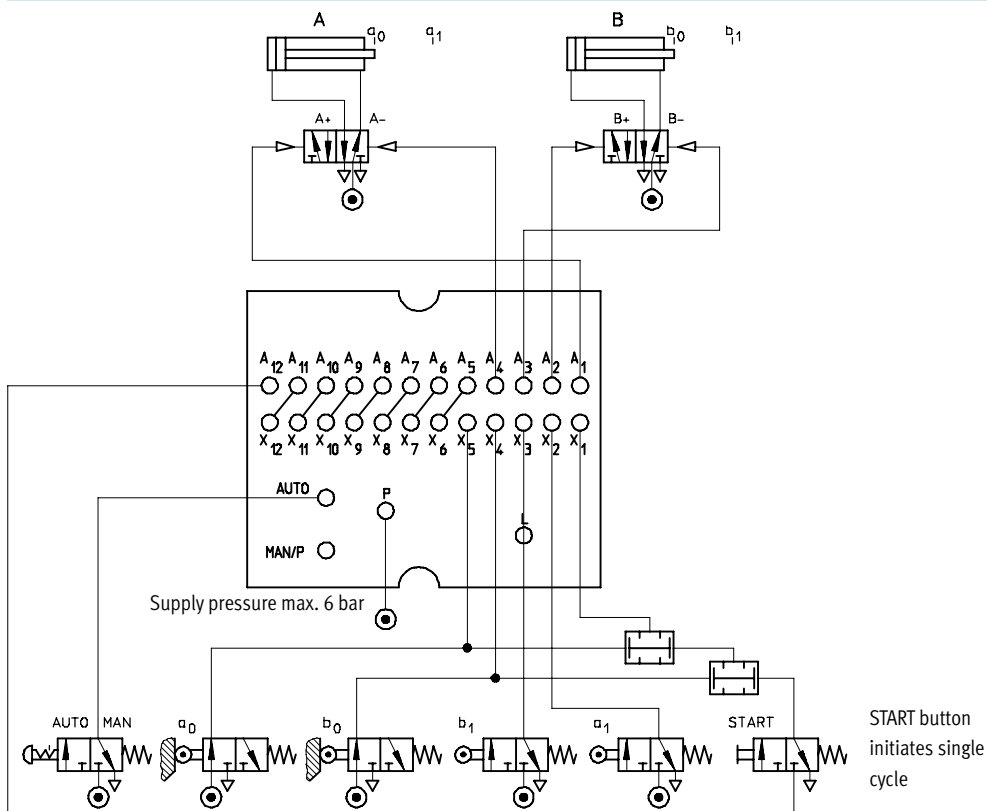 A B
a0 a1 b0 b1
A+ A- B+ B-
A12 A11 A10 A9 A8 A7 A6 A5 A4 A3 A2 A1
X12 X11 X10 X9 X8 X7 X6 X5 X4 X3 X2 X1
AUTO P
L
MAN/P
Supply pressure max. 6 bar
AUTO MAN a0 b0 b1 a1 START
START button
initiates single
cycle